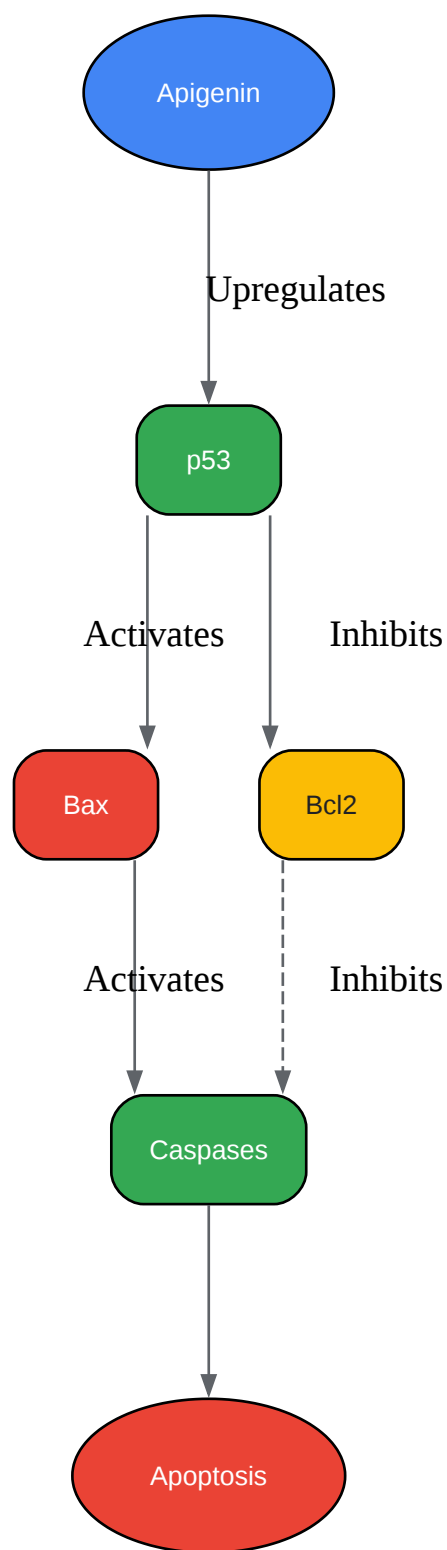 Apigenin
Upregulates
p53
Activates
Inhibits
Bax
Bcl2
Activates
Inhibits
Caspases
Apoptosis